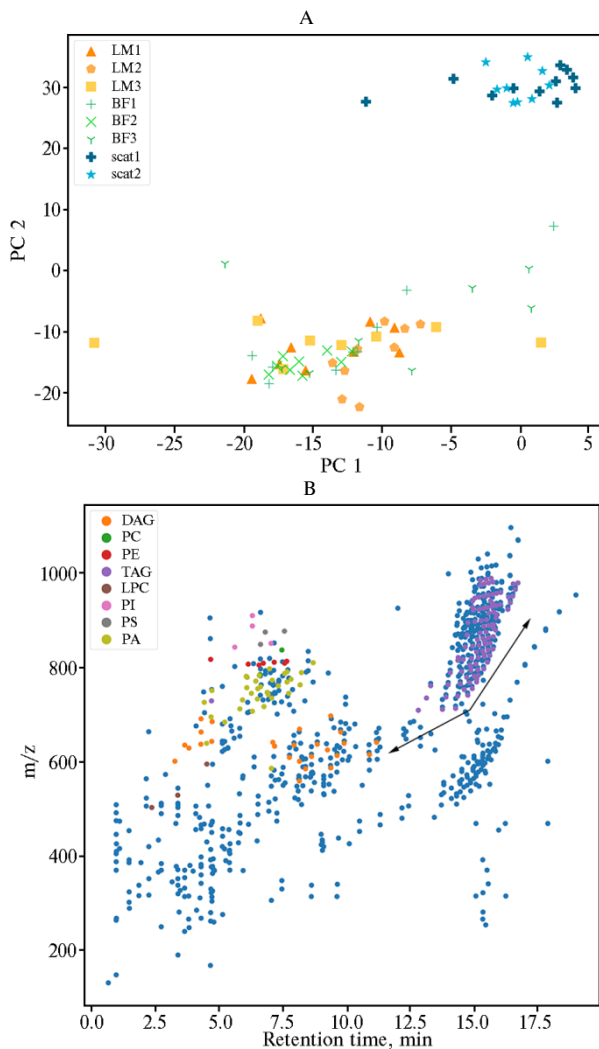 A
LM1
LM2
LM3
BF1
BF2
BF3
scat1
scat2
30
20
10
0
−10
−20
PC 2
−30
−25
−20
−15
−10
−5
0
5
PC 1
B
DAG
PC
PE
TAG
LPC
PI
PS
PA
1000
800
600
400
200
m/z
0.0
2.5
5.0
7.5
10.0
12.5
15.0
17.5
Retention time, min